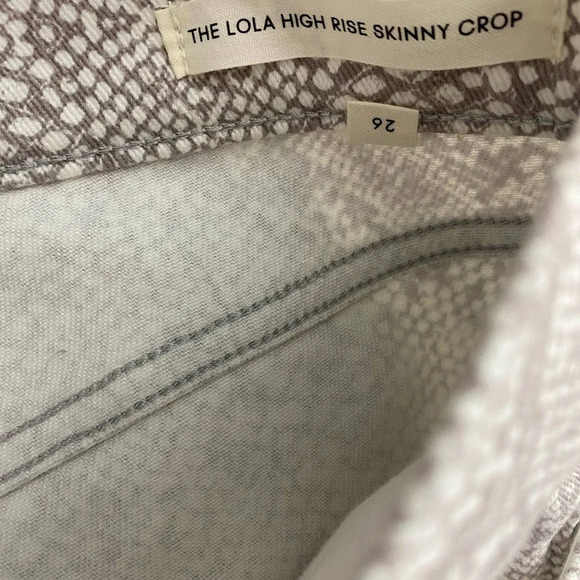 THE LOLA HIGH RISE SKINNY CROP
26